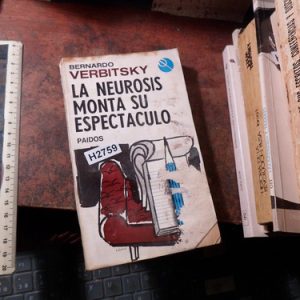 BERNARDO
VERBITSKY
LA NEUROSIS
MONTA SU
ESPECTACULO
PAIDOS
H2759